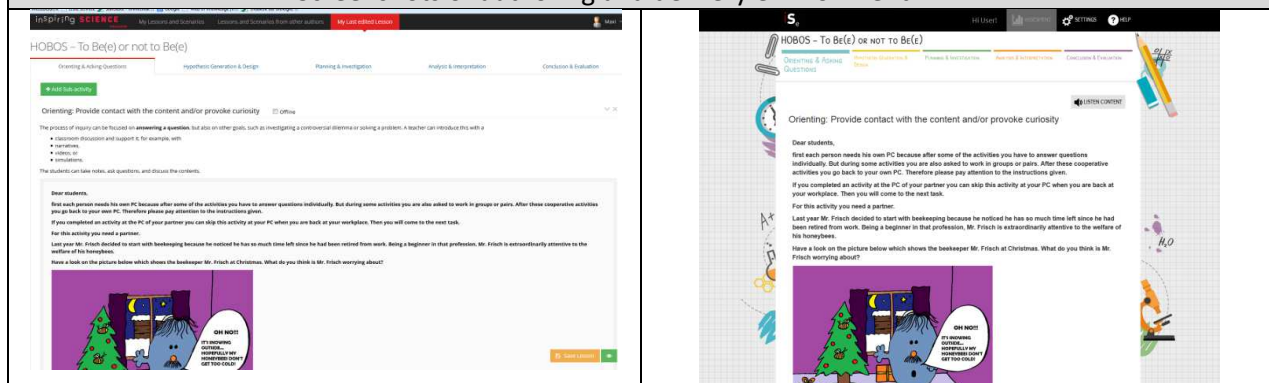 Screenshots of authoring and delivery environment
inspiring SCIENCE My Lessons and Scenarios Lessons and Scenarios from other authors My Last edited Lesson Maxi
HOBOS – To Be(e) or not to Be(e)
Orienting & Asking Questions Hypothesis Generation & Design Planning & Investigation Analysis & Interpretation Conclusion & Evaluation
+ Add Sub-activity
Orienting: Provide contact with the content and/or provoke curiosity Offline
The process of inquiry can be focused on answering a question, but also on other goals, such as investigating a controversial dilemma or solving a problem. A teacher can introduce this with a
• classroom discussion and support it, for example, with
• narratives,
• videos, or
• simulations.
The students can take notes, ask questions, and discuss the contents.
Dear students,
first each person needs his own PC because after some of the activities you have to answer questions individually. But during some activities you are also asked to work in groups or pairs. After these cooperative activities
you go back to your own PC. Therefore please pay attention to the instructions given.
If you completed an activity at the PC of your partner you can skip this activity at your PC when you are back at your workplace. Then you will come to the next task.
For this activity you need a partner.
Last year Mr. Frisch decided to start with beekeeping because he noticed he has so much time left since he had been retired from work. Being a beginner in that profession, Mr. Frisch is extraordinarily attentive to the
welfare of his honeybees.
Have a look on the picture below which shows the beekeeper Mr. Frisch at Christmas. What do you think is Mr. Frisch worrying about?
OH NO!!!
IT'S SNOWING
OUTSIDE...
HOPEFULLY MY
HONEYBEES DON'T
GET TOO COLD!
Save Lesson
Se Hi User! SETTINGS HELP
HOBOS – To Be(e) or not to Be(e)
Orienting & Asking
Questions
Planning & Investigation Analysis & Interpretation Conclusion & Evaluation
LISTEN CONTENT
Orienting: Provide contact with the content and/or provoke curiosity
Dear students,
first each person needs his own PC because after some of the activities you have to answer questions
individually. But during some activities you are also asked to work in groups or pairs. After these cooperative
activities you go back to your own PC. Therefore please pay attention to the instructions given.
If you completed an activity at the PC of your partner you can skip this activity at your PC when you are back at
your workplace. Then you will come to the next task.
For this activity you need a partner.
Last year Mr. Frisch decided to start with beekeeping because he noticed he has so much time left since he had
been retired from work. Being a beginner in that profession, Mr. Frisch is extraordinarily attentive to the welfare of
his honeybees.
Have a look on the picture below which shows the beekeeper Mr. Frisch at Christmas. What do you think is Mr.
Frisch worrying about?
OH NO!!!
IT'S SNOWING
OUTSIDE...
HOPEFULLY MY
HONEYBEES DON'T
GET TOO COLD!
A+
H2O